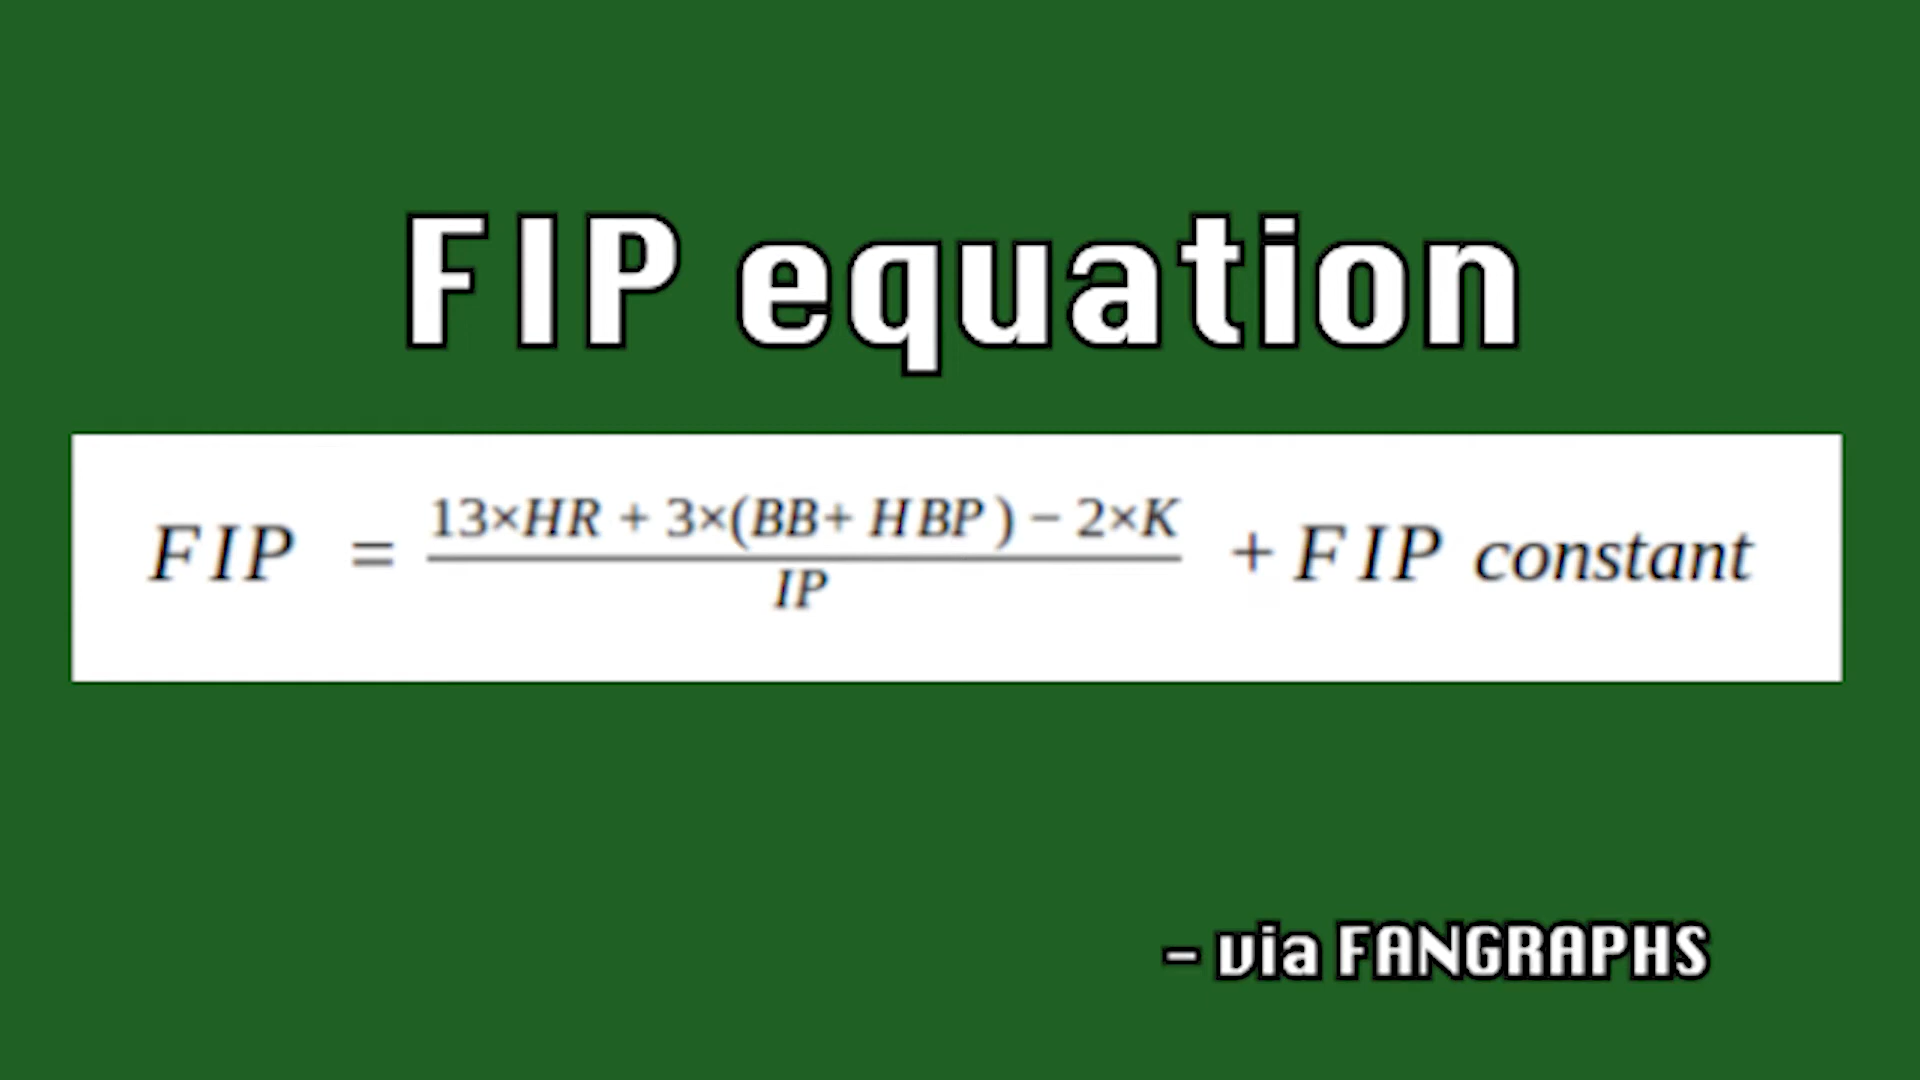 FIP equation
FIP = 13×HR + 3×(BB+ HBP) − 2×K / IP + FIP constant
– via FANGRAPHS